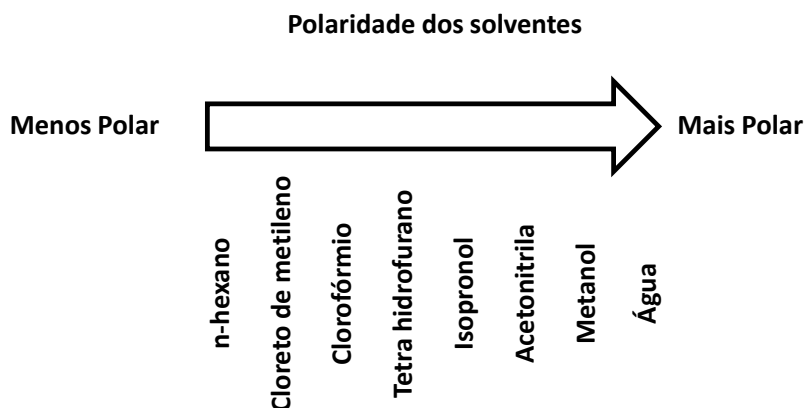 Polaridade dos solventes
Menos Polar
Mais Polar
n-hexano
Cloreto de metileno
Clorofórmio
Tetra hidrofurano
Isopronol
Acetonitrila
Metanol
Água